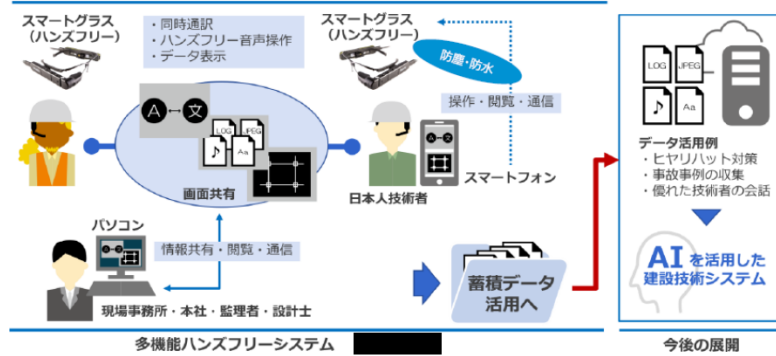 スマートグラス
（ハンズフリー）
・同時通訳
・ハンズフリー音声操作
・データ表示
スマートグラス
（ハンズフリー）
防塵・防水
操作・閲覧・通信
A ↔ 文
LOG JPEG
♪ Aa
画面共有
日本人技術者
A ↔ 文
スマートフォン
パソコン
A ↔ 文
情報共有・閲覧・通信
現場事務所・本社・監理者・設計士
蓄積データ
活用へ
多機能ハンズフリーシステム
LOG JPEG
♪ Aa
データ活用例
・ヒヤリハット対策
・事故事例の収集
・優れた技術者の会話
AI を活用した
建設技術システム
今後の展開